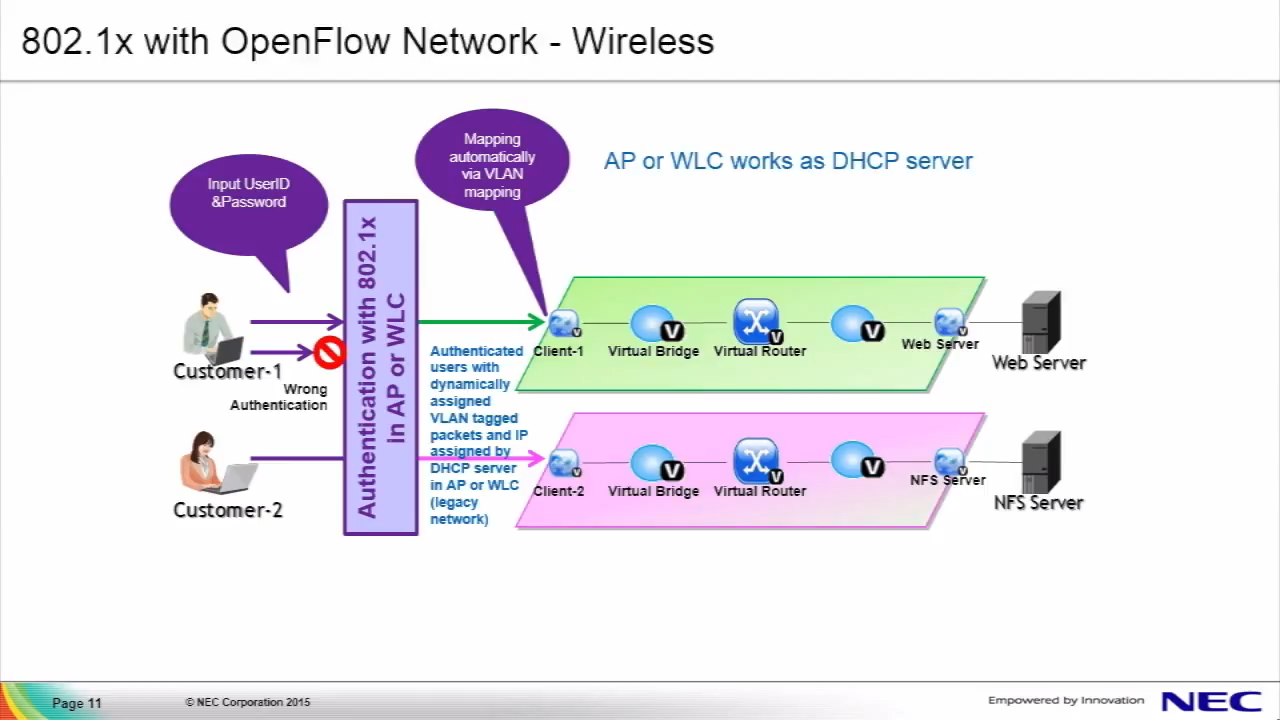 802.1x with OpenFlow Network - Wireless
Mapping
automatically
via VLAN
mapping
AP or WLC works as DHCP server
Input UserID
&Password
Authentication with 802.1x
in AP or WLC
Customer-1
Wrong
Authentication
Authenticated
users with
dynamically
assigned
VLAN tagged
packets and IP
assigned by
DHCP server
in AP or WLC
(legacy
network)
Client-1
V
Virtual Bridge
V
Virtual Router
V
V
Web Server
V
Web Server
Customer-2
Client-2
V
Virtual Bridge
V
Virtual Router
V
V
NFS Server
V
NFS Server
Page 11
© NEC Corporation 2015
Empowered by Innovation
NEC